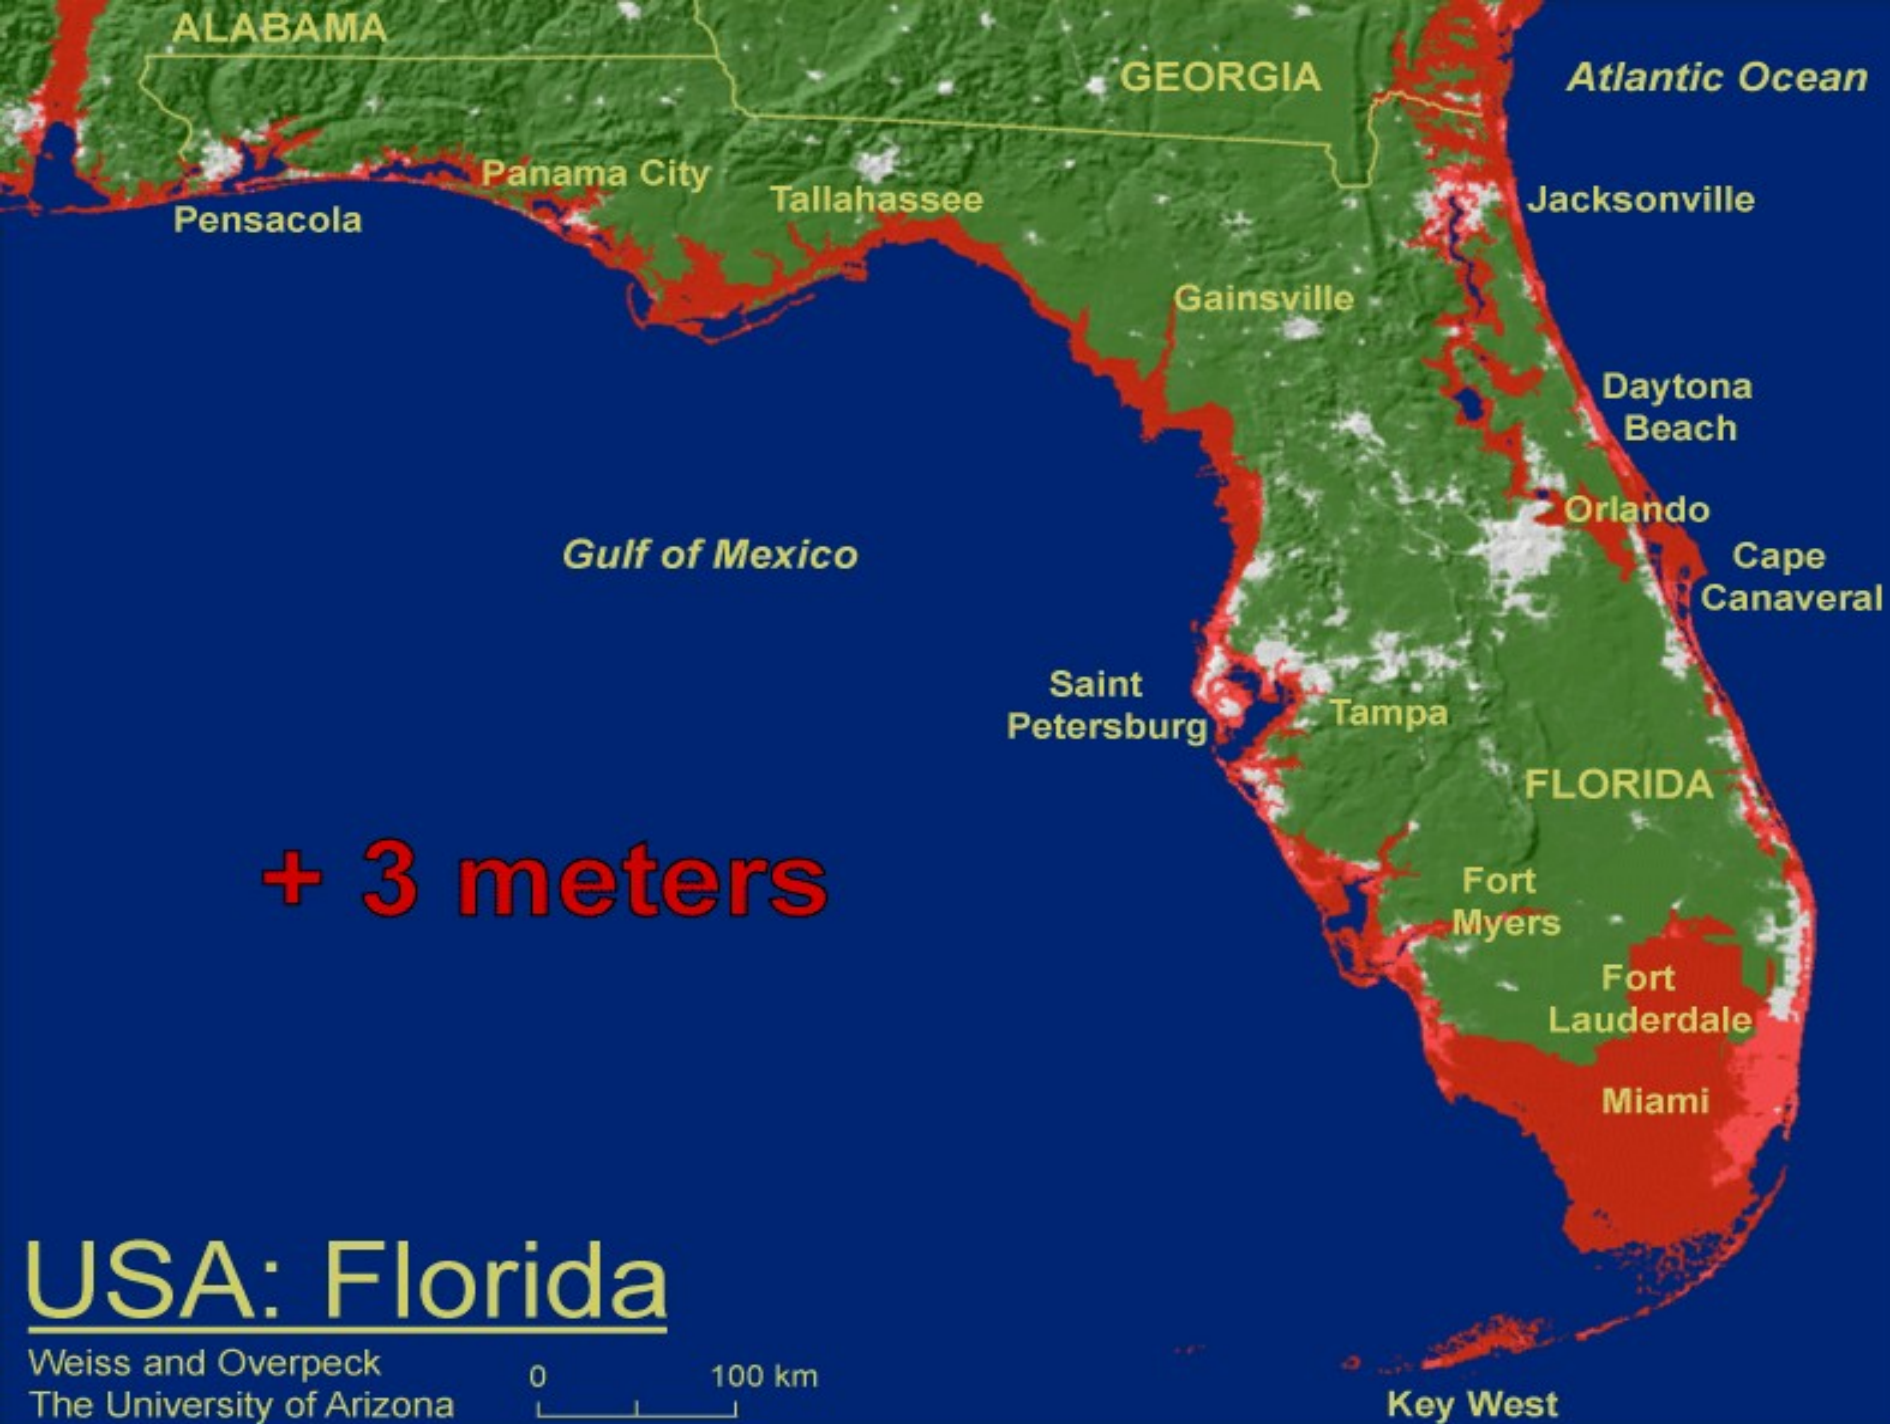 ALABAMA
GEORGIA
Atlantic Ocean
Panama City
Tallahassee
Jacksonville
Pensacola
Gainsville
Daytona
Beach
Orlando
Gulf of Mexico
Cape
Canaveral
Saint
Petersburg
Tampa
FLORIDA
+ 3 meters
Fort
Myers
Fort
Lauderdale
Miami
USA: Florida
Weiss and Overpeck
The University of Arizona
0 100 km
Key West